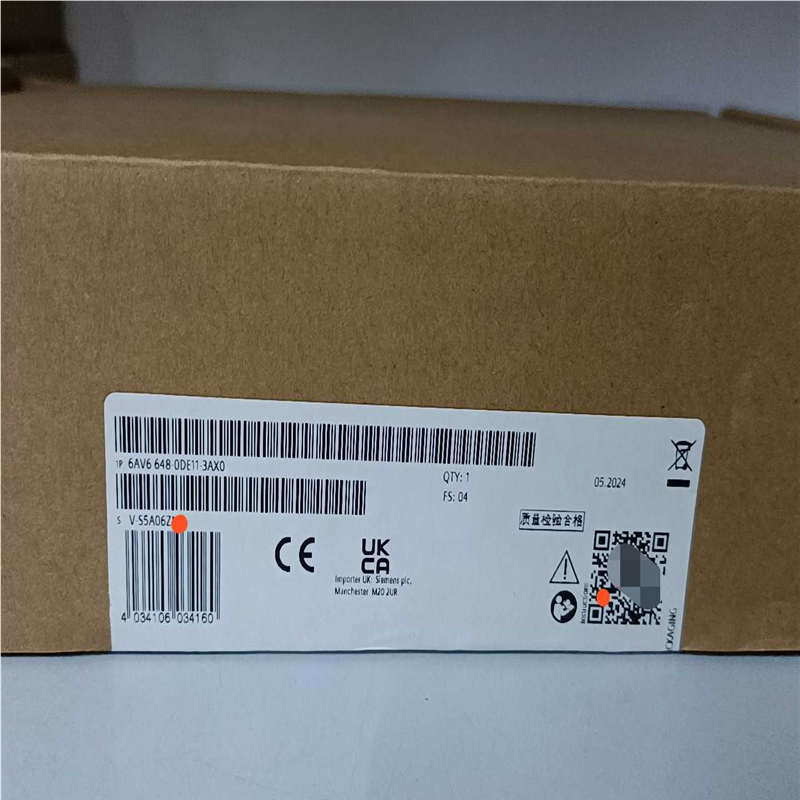 1P 6AV6 648-0DE11-3AX0
QTY: 1
FS: 04
05.2024
S V-S5A06Z
质量检验合格
CE
UK
CA
Importer UK: Siemens plc,
Manchester M20 2UR
Instructions
4 034106 034160